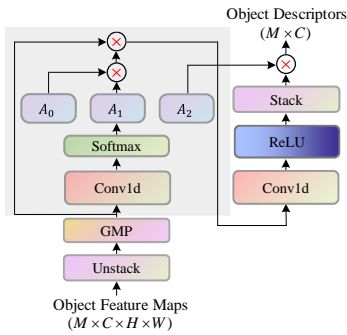 Object Descriptors
(M × C)
A₀
A₁
A₂
Stack
Softmax
ReLU
Conv1d
Conv1d
GMP
Unstack
Object Feature Maps
(M × C × H × W)